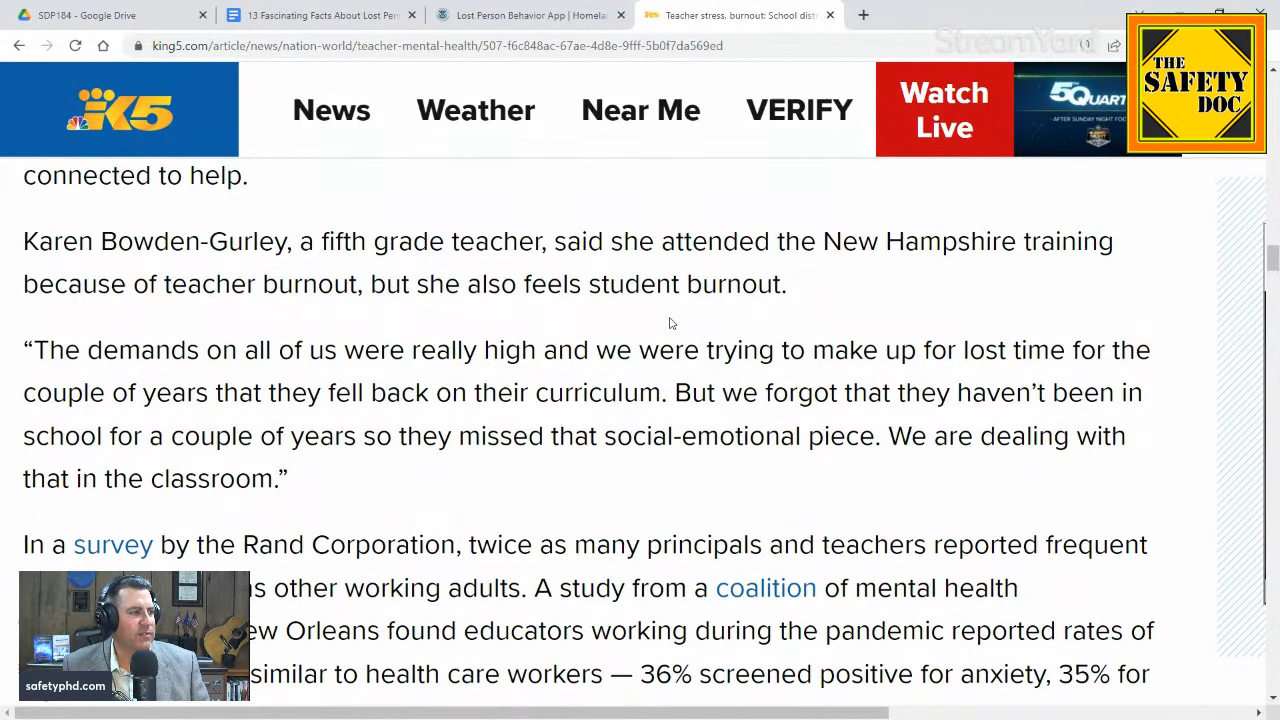 SDP184 - Google Drive
13 Fascinating Facts About Lost
Lost Person Behavior App | Homela
Teacher stress, burnout: School dist
StreamYard
king5.com/article/news/nation-world/teacher-mental-health/507-f6c848ac-67ae-4d8e-9fff-5b0f7da569ed
K5
News
Weather
Near Me
VERIFY
Watch
Live
5QUART
AFTER SUNDAY NIGHT FOO
THE
SAFETY
DOC
connected to help.
Karen Bowden-Gurley, a fifth grade teacher, said she attended the New Hampshire training
because of teacher burnout, but she also feels student burnout.
“The demands on all of us were really high and we were trying to make up for lost time for the
couple of years that they fell back on their curriculum. But we forgot that they haven’t been in
school for a couple of years so they missed that social-emotional piece. We are dealing with
that in the classroom.”
In a survey by the Rand Corporation, twice as many principals and teachers reported frequent
s other working adults. A study from a coalition of mental health
ew Orleans found educators working during the pandemic reported rates of
similar to health care workers — 36% screened positive for anxiety, 35% for
safetyphd.com